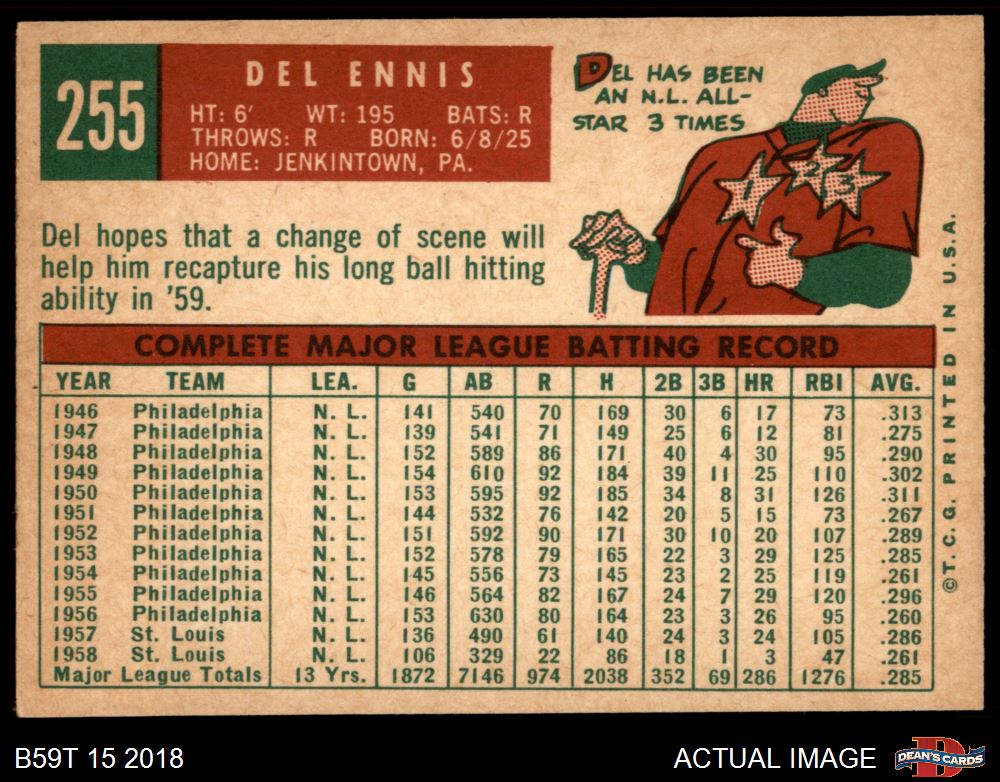 255
DEL ENNIS
HT: 6' WT: 195 BATS: R
THROWS: R BORN: 6/8/25
HOME: JENKINTOWN, PA.
DEL HAS BEEN
AN N.L. ALL-
STAR 3 TIMES
1 2 3
Del hopes that a change of scene will
help him recapture his long ball hitting
ability in '59.
COMPLETE MAJOR LEAGUE BATTING RECORD
YEAR TEAM LEA. G AB R H 2B 3B HR RBI AVG.
1946 Philadelphia N. L. 141 540 70 169 30 6 17 73 .313
1947 Philadelphia N. L. 139 541 71 149 25 6 12 81 .275
1948 Philadelphia N. L. 152 589 86 171 40 4 30 95 .290
1949 Philadelphia N. L. 154 610 92 184 39 11 25 110 .302
1950 Philadelphia N. L. 153 595 92 185 34 8 31 126 .311
1951 Philadelphia N. L. 144 532 76 142 20 5 15 73 .267
1952 Philadelphia N. L. 151 592 90 171 30 10 20 107 .289
1953 Philadelphia N. L. 152 578 79 165 22 3 29 125 .285
1954 Philadelphia N. L. 145 556 73 145 23 2 25 119 .261
1955 Philadelphia N. L. 146 564 82 167 24 7 29 120 .296
1956 Philadelphia N. L. 153 630 80 164 23 3 26 95 .260
1957 St. Louis N. L. 136 490 61 140 24 3 24 105 .286
1958 St. Louis N. L. 106 329 22 86 18 1 3 47 .261
Major League Totals 13 Yrs. 1872 7146 974 2038 352 69 286 1276 .285
©T. C. G. PRINTED IN U.S.A.
B59T 15 2018
ACTUAL IMAGE
D
DEAN'S CARDS